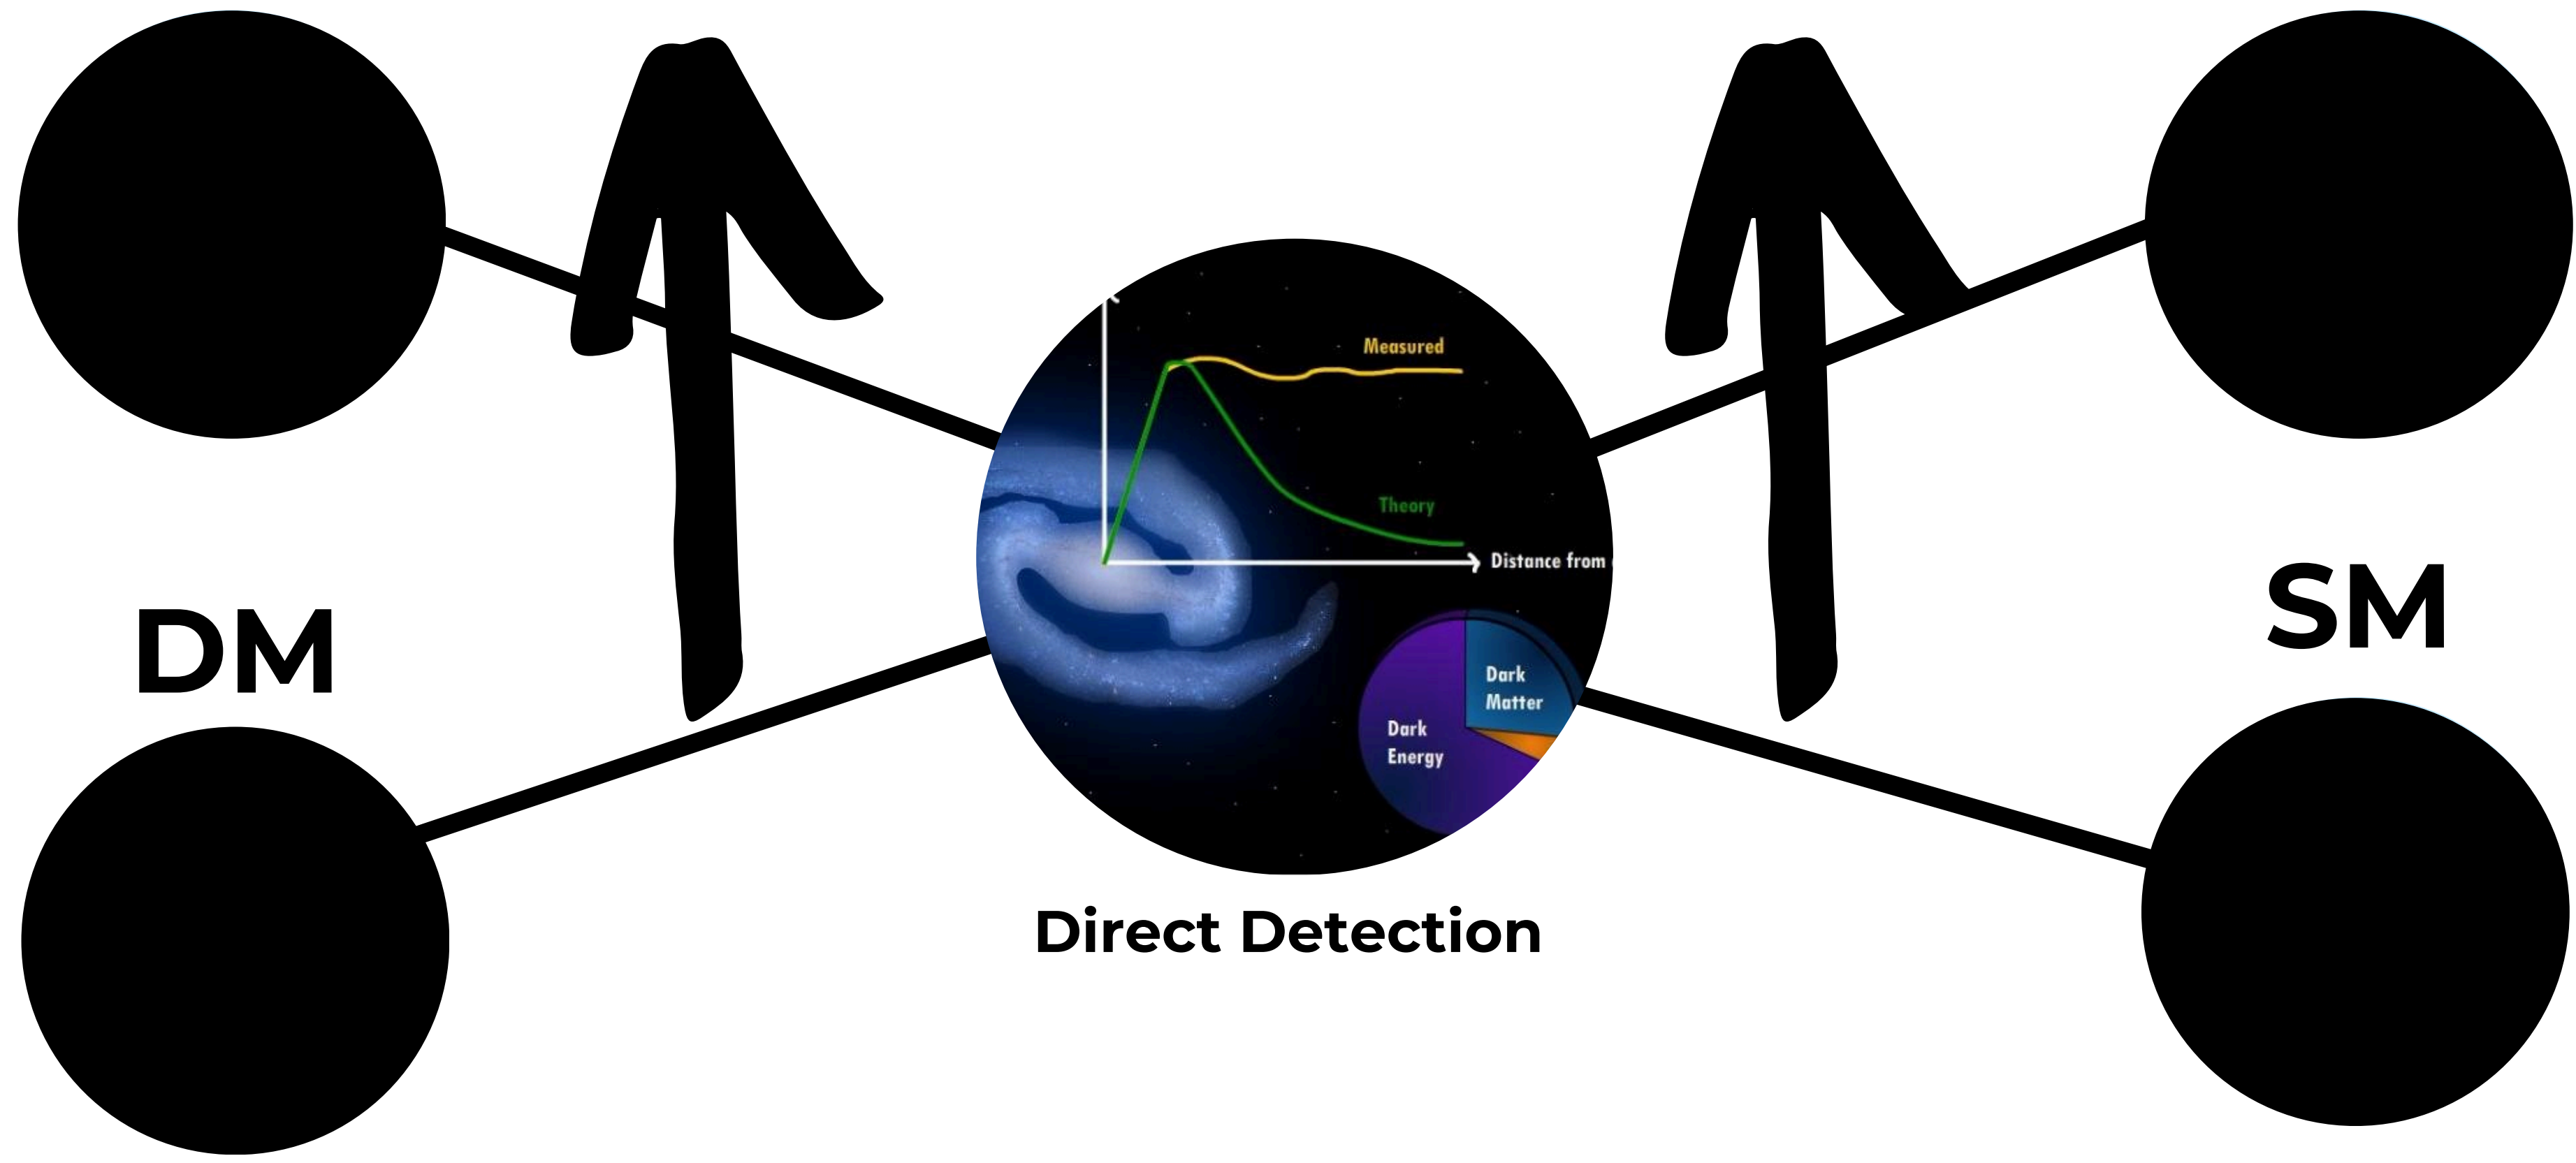 Measured
Theory
Distance from
DM
SM
Dark
Matter
Dark
Energy
Direct Detection